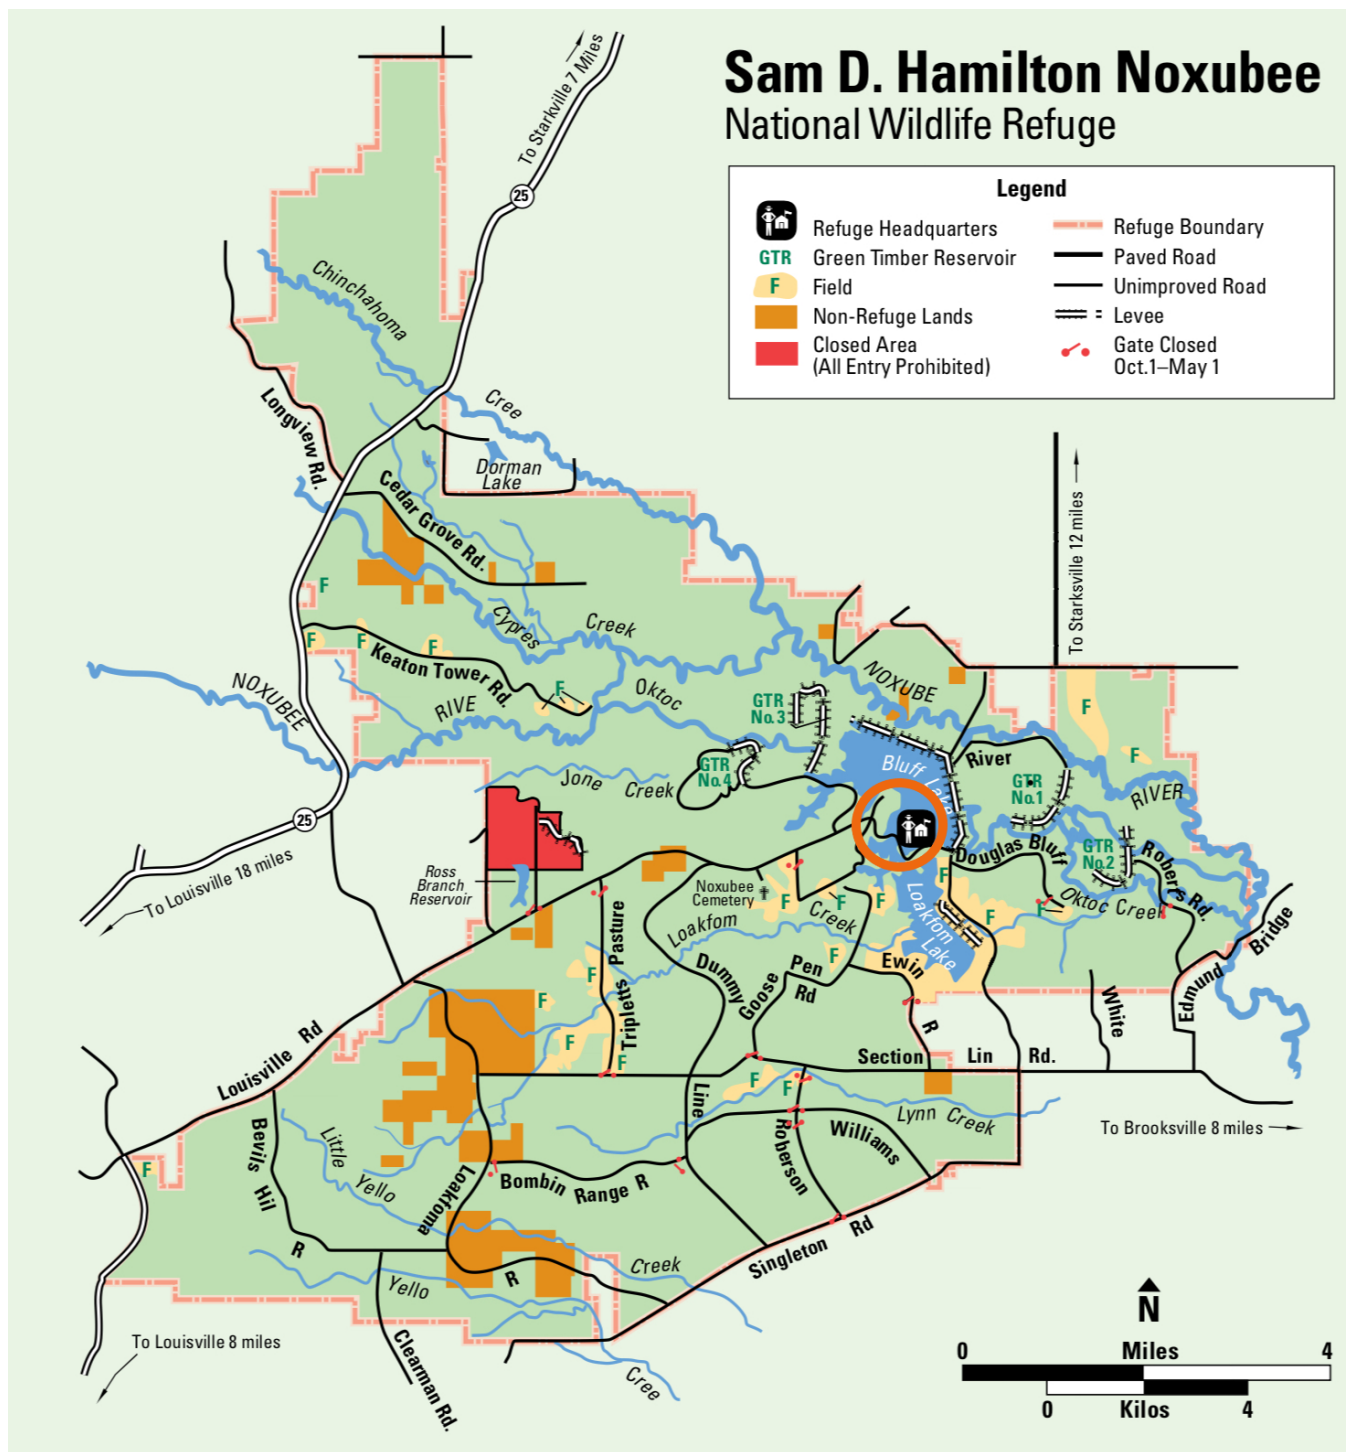 Sam D. Hamilton Noxubee
National Wildlife Refuge
Legend
Refuge Headquarters
GTR Green Timber Reservoir
F Field
Non-Refuge Lands
Closed Area
(All Entry Prohibited)
Refuge Boundary
Paved Road
Unimproved Road
Levee
Gate Closed
Oct.1–May 1
To Starkville 7 Miles
25
Chinchahoma
Cree
Longview Rd.
Dorman
Lake
Cedar Grove Rd.
To Starksville 12 miles
F
Cypres
Creek
F
F
F
Keaton Tower Rd.
F
NOXUBEE
RIVE
Oktoc
NOXUBE
GTR
No.3
F
F
River
RIVER
Bluff Lake
GTR
No.4
GTR
No.1
Jone
Creek
25
To Louisville 18 miles
Douglas Bluff
GTR
No.2
Robert's Rd
Ross
Branch
Reservoir
Noxubee
Cemetery
F
F
F
F
F
F
Oktoc Creek
Loakfom
Creek
Loakfom
Lake
Pasture
Tripletts
F
F
F
F
F
Dummy
Line
Goose
Pen
Rd
Ewin
R
White
Edmund
Bridge
Louisville Rd
Section Lin Rd.
F
F
Lynn Creek
To Brooksville 8 miles
Roberson
Williams
Bevils
Hil
R
Little
Yello
Loakfoma
R
Bombin Range R
F
Singleton Rd
Creek
Yello
Cree
Clearman Rd.
To Louisville 8 miles
N
0 Miles 4
0 Kilos 4